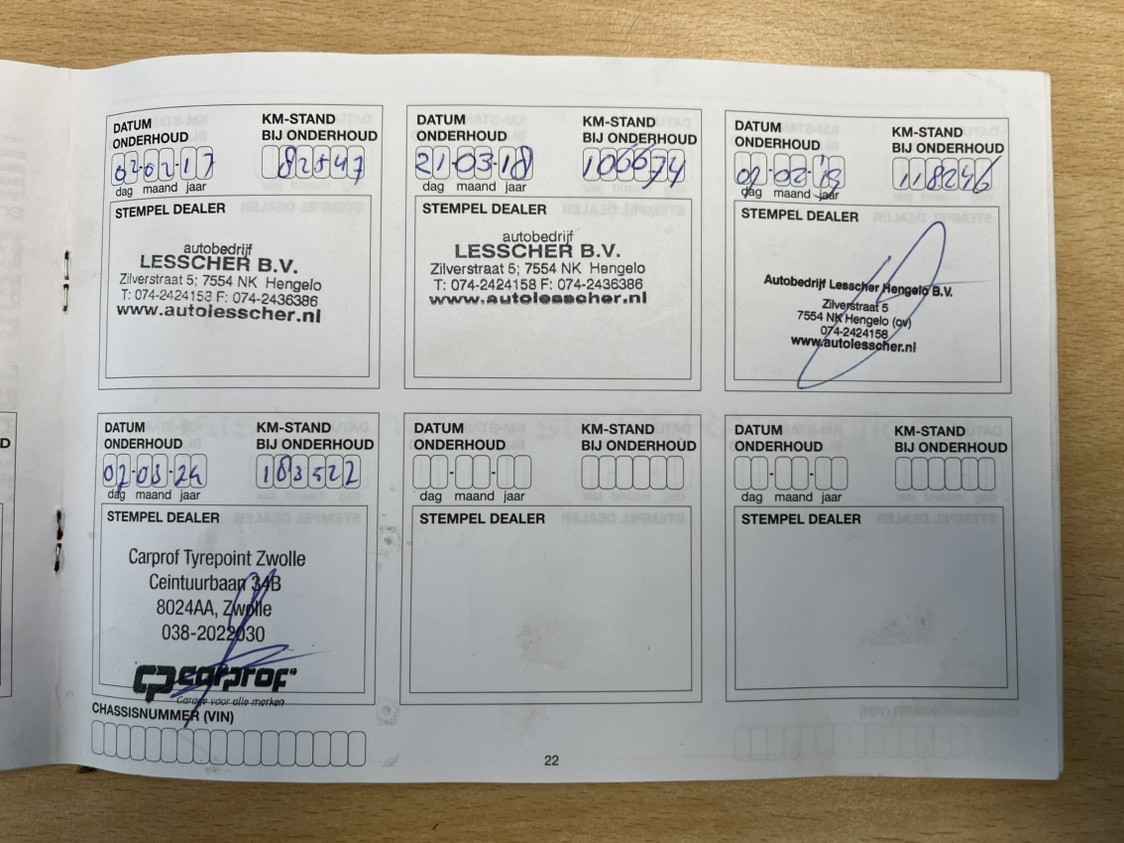 DATUM
ONDERHOUD
KM-STAND
BIJ ONDERHOUD
02-02-17
82547
dag maand jaar
STEMPEL DEALER
autobedrijf
LESSCHER B.V.
Zilverstraat 5; 7554 NK Hengelo
T: 074-2424158 F: 074-2436386
www.autolesscher.nl
DATUM
ONDERHOUD
KM-STAND
BIJ ONDERHOUD
21-03-18
106674
dag maand jaar
STEMPEL DEALER
autobedrijf
LESSCHER B.V.
Zilverstraat 5; 7554 NK Hengelo
T: 074-2424158 F: 074-2436386
www.autolesscher.nl
DATUM
ONDERHOUD
KM-STAND
BIJ ONDERHOUD
118246
dag maand jaar
STEMPEL DEALER
Autobedrijf Lesscher Hengelo B.V.
Zilverstraat 5
7554 NK Hengelo (ov)
074-2424158
www.autolesscher.nl
DATUM
ONDERHOUD
KM-STAND
BIJ ONDERHOUD
07-03-24
183522
dag maand jaar
STEMPEL DEALER
Carprof Tyrepoint Zwolle
Ceintuurbaan 34B
8024AA, Zwolle
038-2022030
cp carprof
Garage voor alle merken
CHASSISNUMMER (VIN)
DATUM
ONDERHOUD
KM-STAND
BIJ ONDERHOUD
dag maand jaar
STEMPEL DEALER
DATUM
ONDERHOUD
KM-STAND
BIJ ONDERHOUD
dag maand jaar
STEMPEL DEALER
22